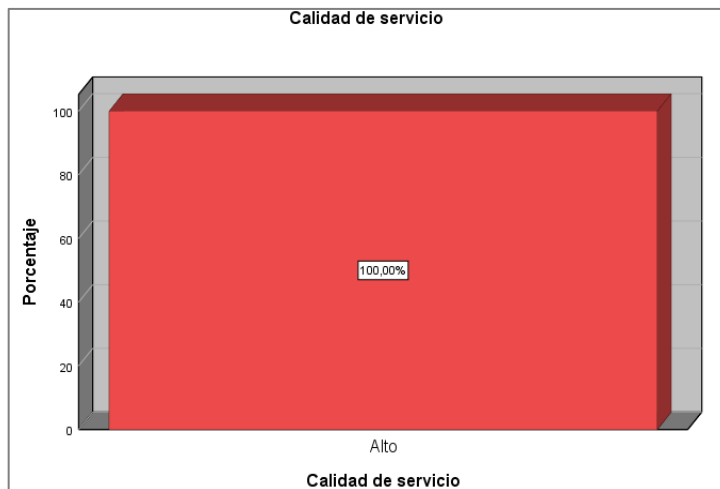 Calidad de servicio
Porcentaje
100
80
60
40
20
0
100,00%
Alto
Calidad de servicio